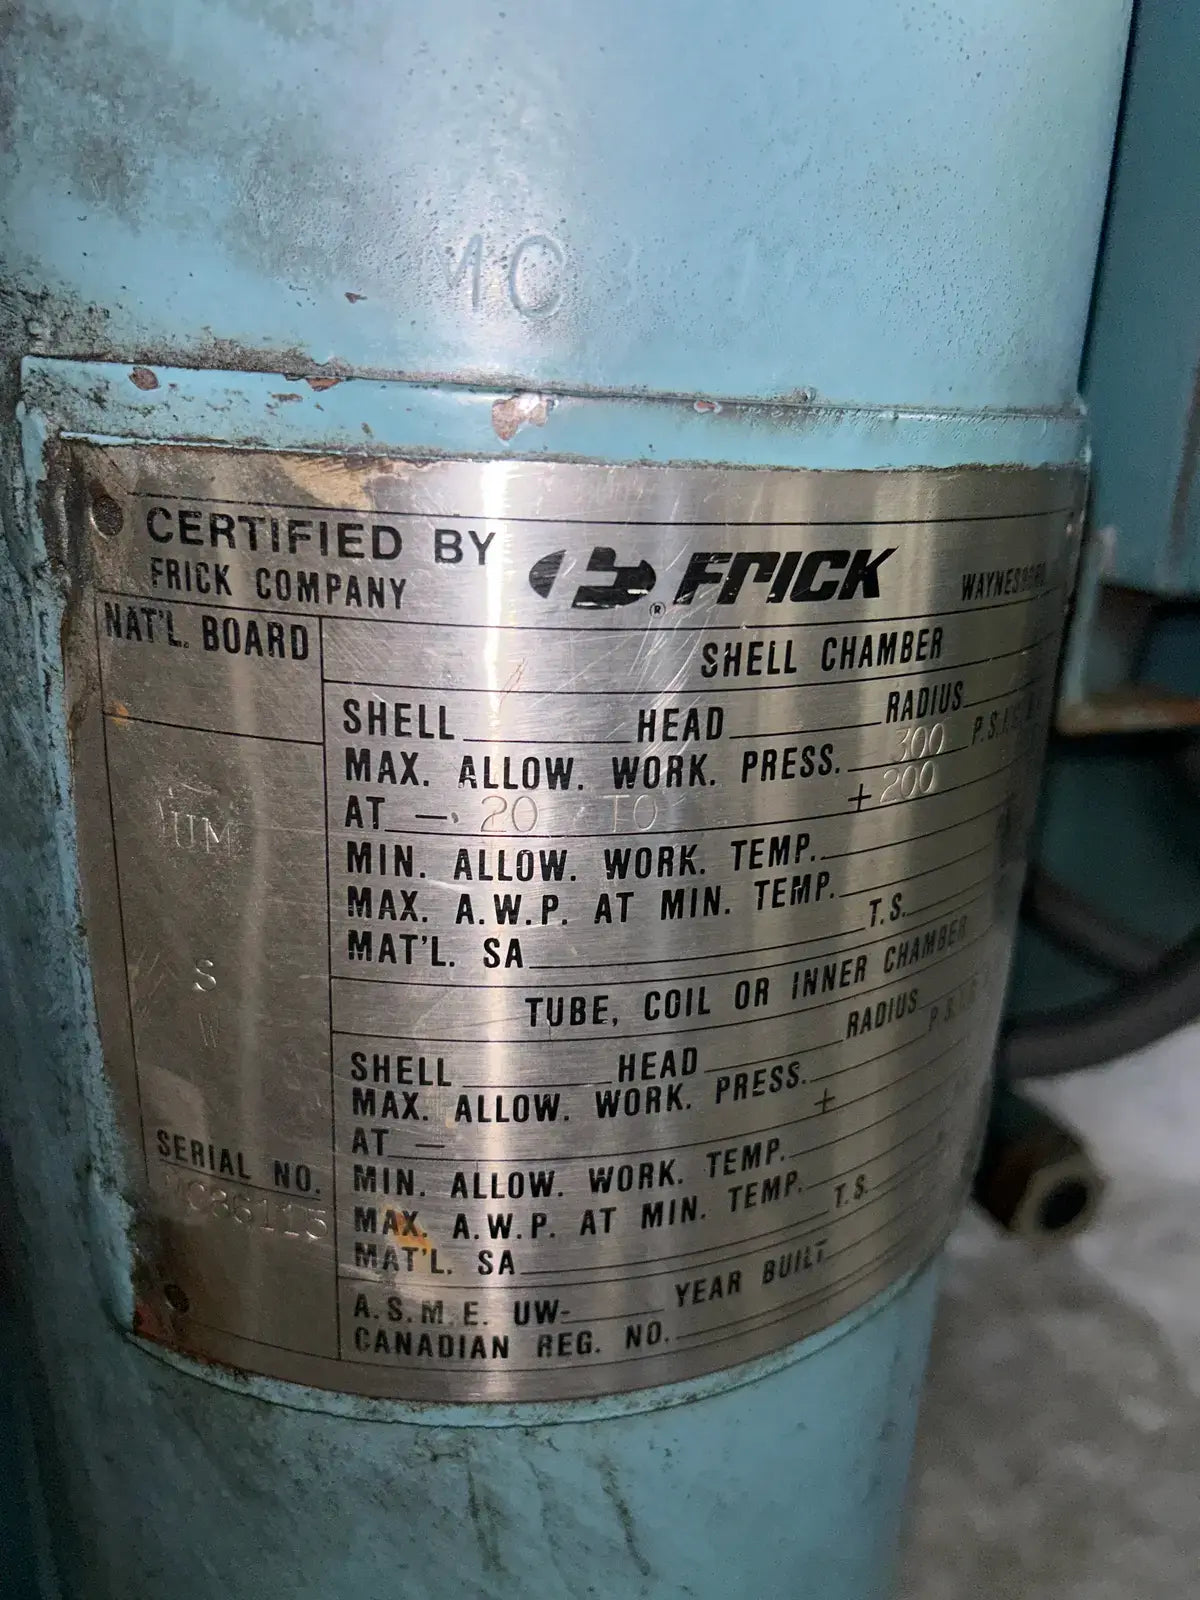 MC
CERTIFIED BY
FRICK COMPANY
FRICK
®
NAT'L. BOARD
SHELL CHAMBER
SHELL HEAD RADIUS
MAX. ALLOW. WORK. PRESS. 300
AT - 20 TO + 200
MIN. ALLOW. WORK. TEMP.
MAX. A.W.P. AT MIN. TEMP.
MAT'L. SA T.S.
UM
S
W
TUBE, COIL OR INNER CHAMBER
SHELL HEAD RADIUS
MAX. ALLOW. WORK. PRESS.
AT - +
MIN. ALLOW. WORK. TEMP.
MAX. A.W.P. AT MIN. TEMP.
MAT'L. SA T.S.
SERIAL NO.
A.S.M.E. UW- YEAR BUILT
CANADIAN REG. NO.